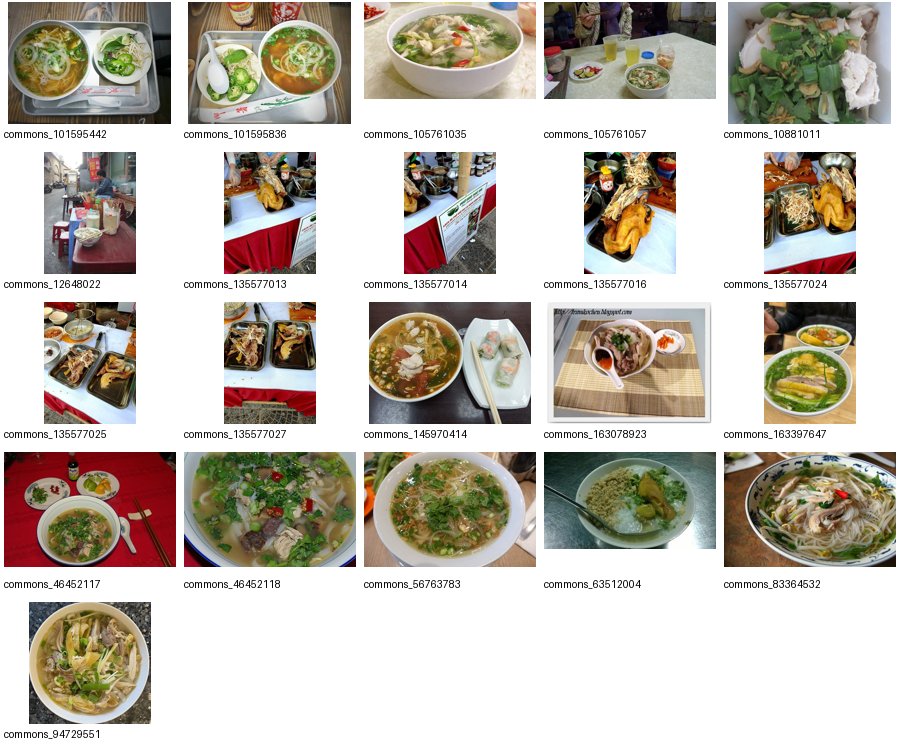 commons_101595442
commons_101595836
commons_105761035
commons_105761057
commons_10881011
commons_12648022
commons_135577013
commons_135577014
commons_135577016
commons_135577024
commons_135577025
commons_135577027
commons_145970414
commons_163078923
commons_163397647
commons_46452117
commons_46452118
commons_56763783
commons_63512004
commons_83364532
commons_94729551